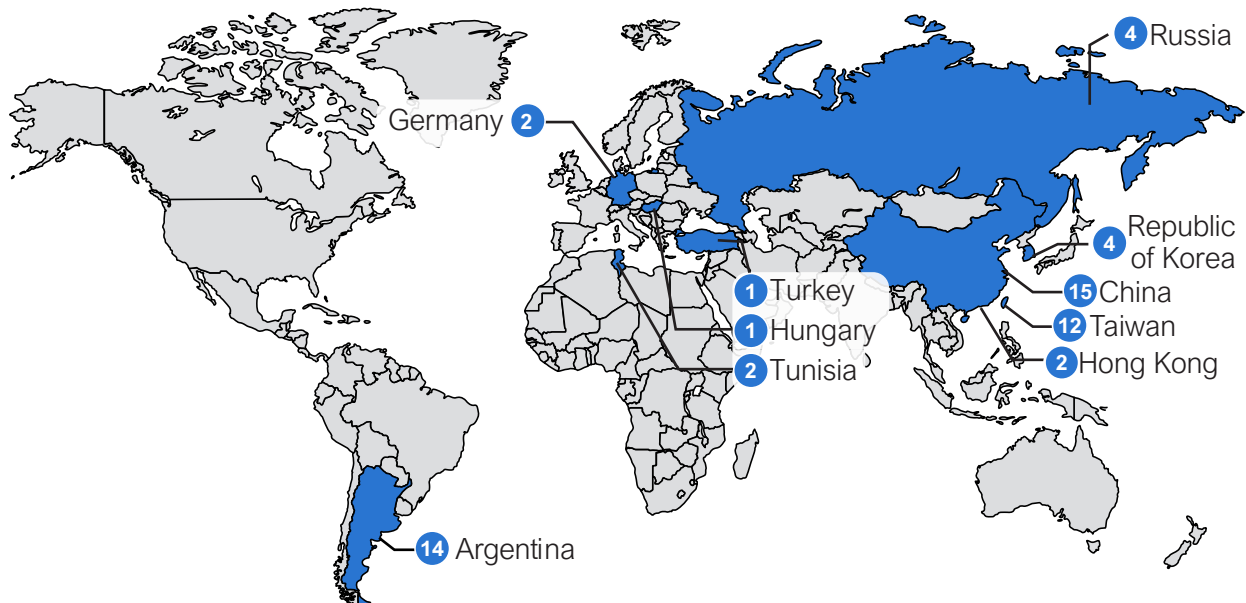 4 Russia
Germany 2
4 Republic
of Korea
1 Turkey
15 China
1 Hungary
12 Taiwan
2 Tunisia
2 Hong Kong
14 Argentina